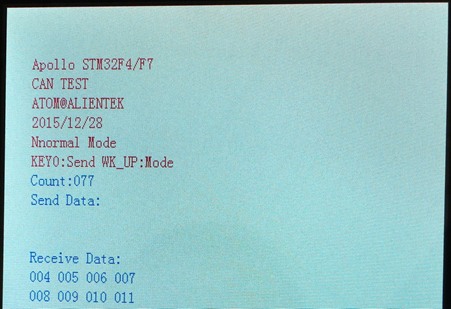 Apollo STM32F4/F7
CAN TEST
ATOM@ALIENTEK
2015/12/28
Nnormal Mode
KEY0:Send WK_UP:Mode
Count:077
Send Data:
Receive Data:
004 005 006 007
008 009 010 011